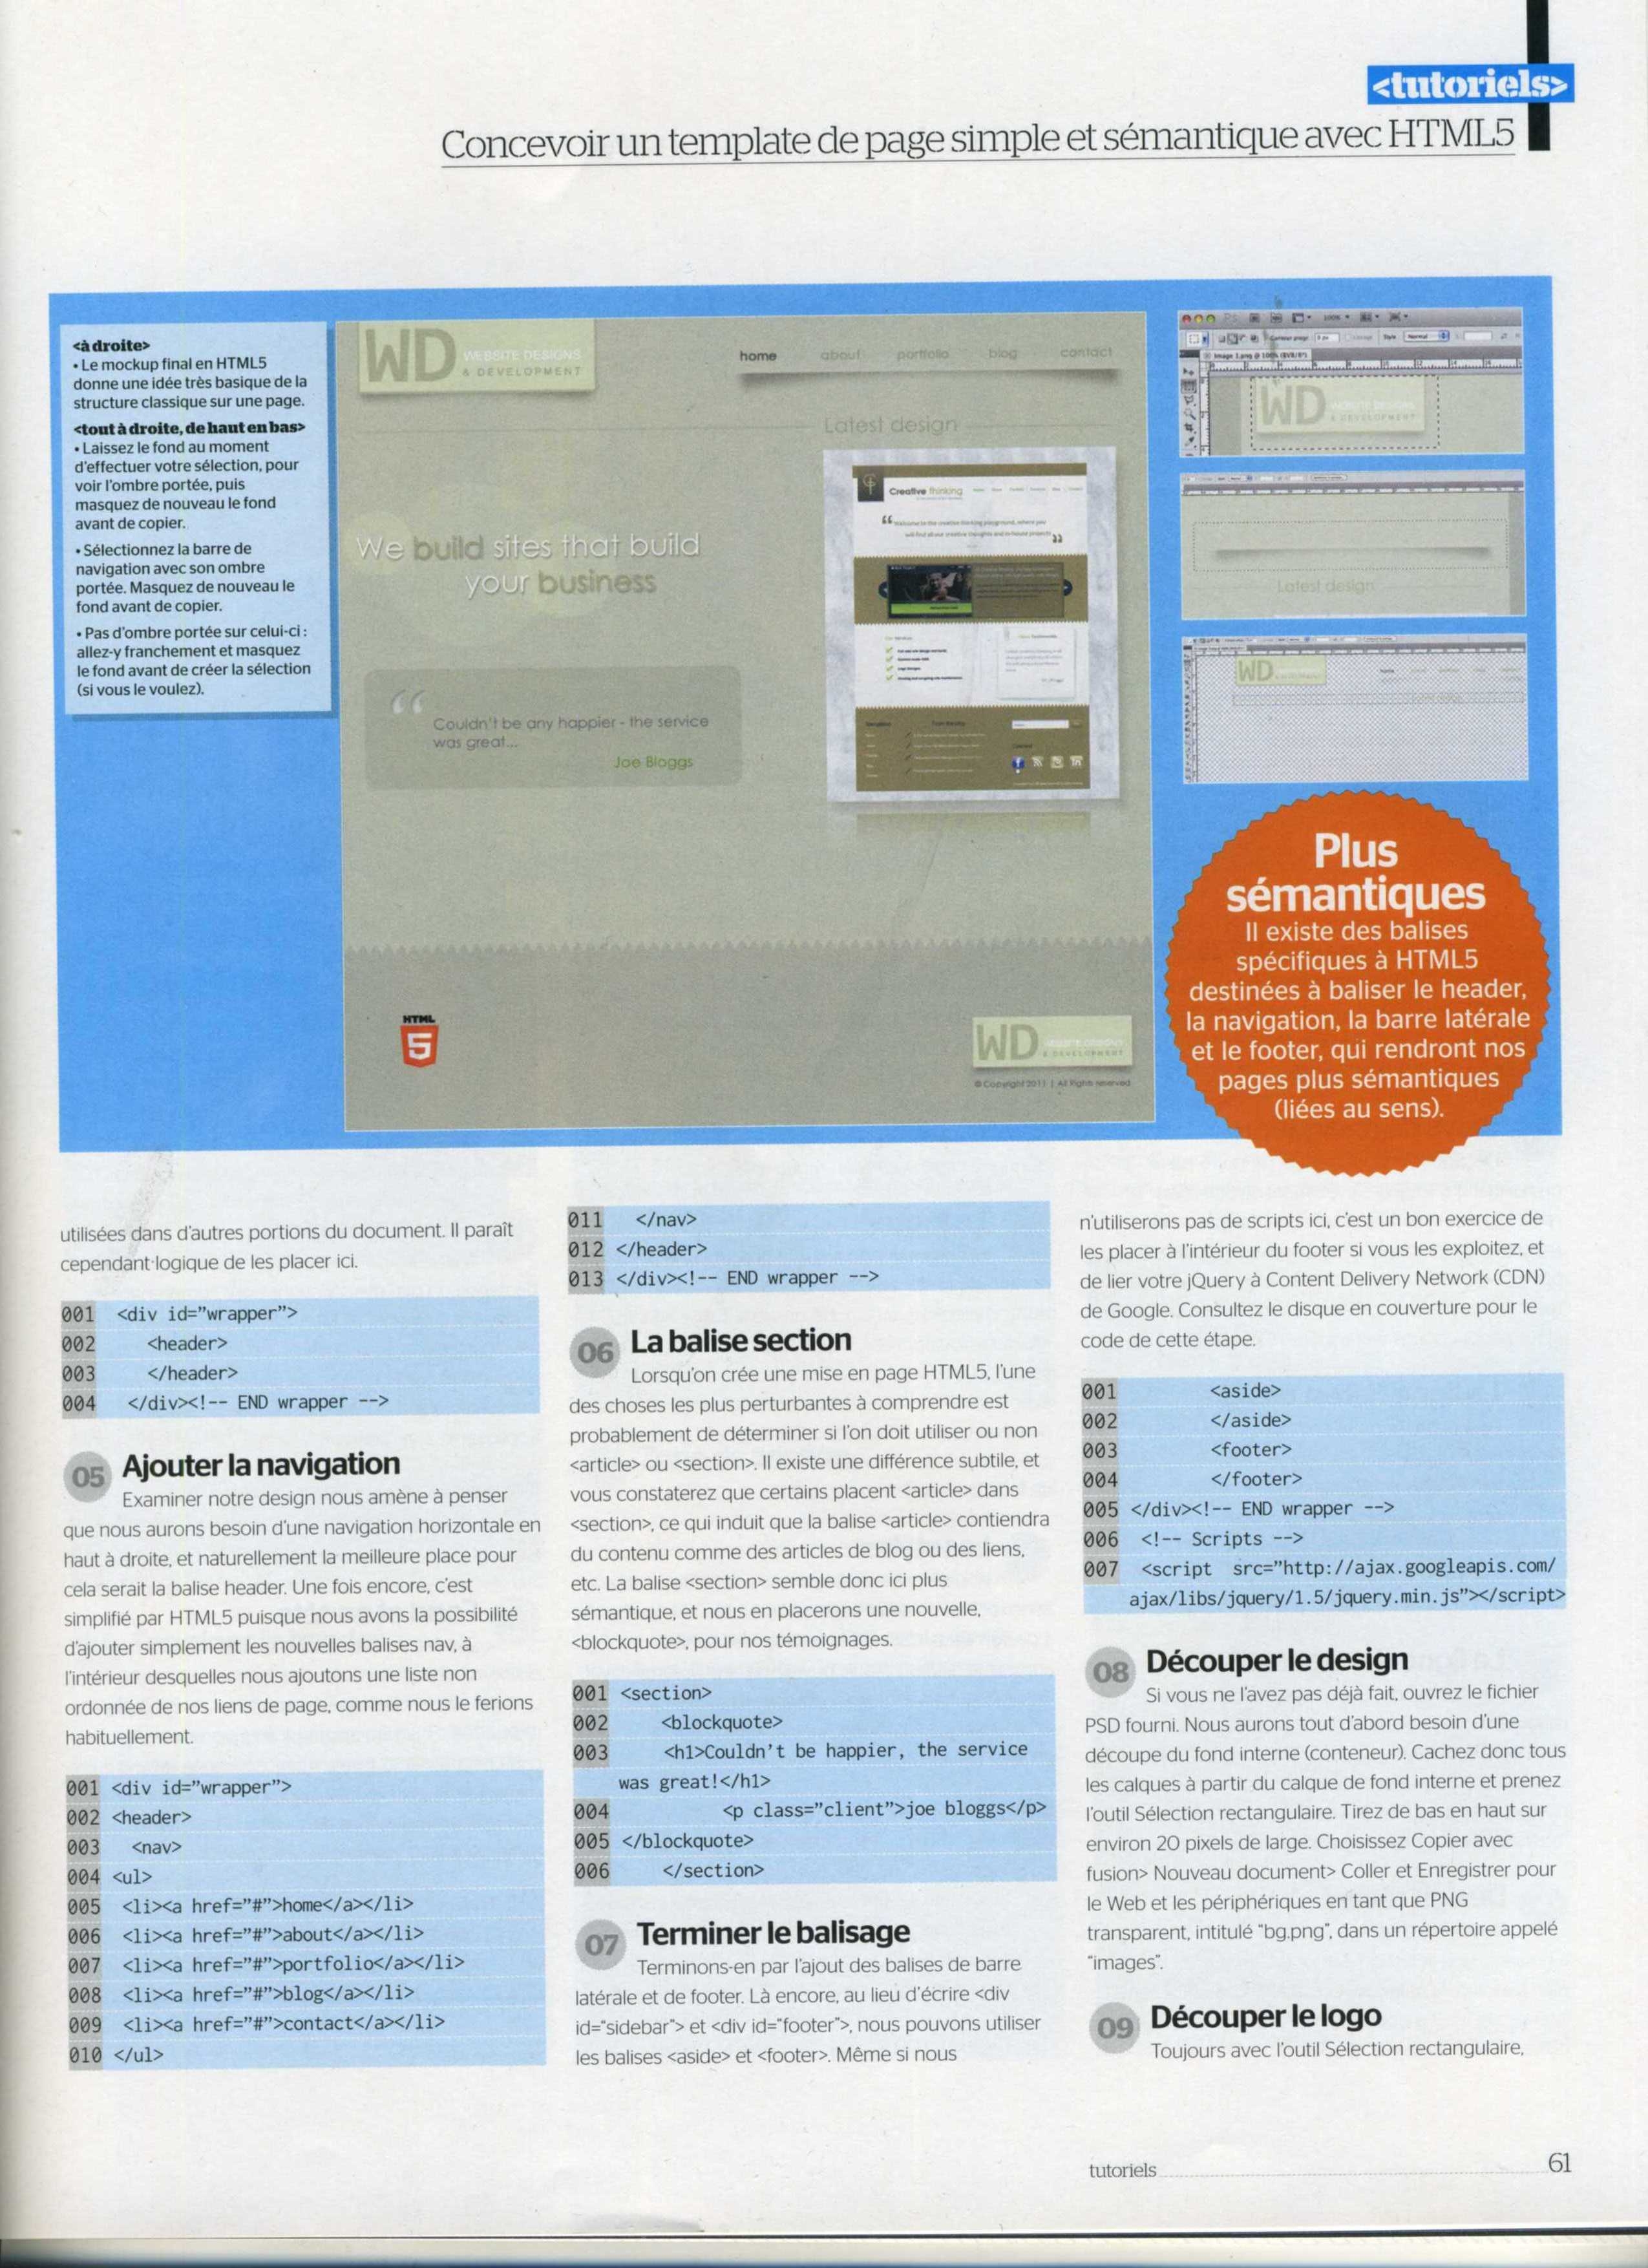 <tutoriels>
Concevoir un template de page simple et sémantique avec HTML5
<à droite>
• Le mockup final en HTML5
donne une idée très basique de la
structure classique sur une page.
<tout à droite, de haut en bas>
• Laissez le fond au moment
d'effectuer votre sélection, pour
voir l'ombre portée, puis
masquez de nouveau le fond
avant de copier.
• Sélectionnez la barre de
navigation avec son ombre
portée. Masquez de nouveau le
fond avant de copier.
• Pas d'ombre portée sur celui-ci :
allez-y franchement et masquez
le fond avant de créer la sélection
(si vous le voulez).
WD WEBSITE DESIGNS
& DEVELOPMENT
home about portfolio blog contact
Latest design
We build sites that build
your business
“ Couldn't be any happier - the service
was great...
Joe Bloggs
Creative thinking
HTML
5
WD
& DEVELOPMENT
© Copyright 2011 | All Rights reserved
WD
& DEVELOPMENT
Latest design
WD
Plus
sémantiques
Il existe des balises
spécifiques à HTML5
destinées à baliser le header,
la navigation, la barre latérale
et le footer, qui rendront nos
pages plus sémantiques
(liées au sens).
utilisées dans d'autres portions du document. Il paraît
cependant logique de les placer ici.
001 <div id=”wrapper”>
002 <header>
003 </header>
004 </div><!-- END wrapper -->
05 Ajouter la navigation
Examiner notre design nous amène à penser
que nous aurons besoin d'une navigation horizontale en
haut à droite, et naturellement la meilleure place pour
cela serait la balise header. Une fois encore, c'est
simplifié par HTML5 puisque nous avons la possibilité
d'ajouter simplement les nouvelles balises nav, à
l'intérieur desquelles nous ajoutons une liste non
ordonnée de nos liens de page, comme nous le ferions
habituellement.
001 <div id=”wrapper”>
002 <header>
003 <nav>
004 <ul>
005 <li><a href=”#”>home</a></li>
006 <li><a href=”#”>about</a></li>
007 <li><a href=”#”>portfolio</a></li>
008 <li><a href=”#”>blog</a></li>
009 <li><a href=”#”>contact</a></li>
010 </ul>
011 </nav>
012 </header>
013 </div><!-- END wrapper -->
06 La balise section
Lorsqu'on crée une mise en page HTML5, l'une
des choses les plus perturbantes à comprendre est
probablement de déterminer si l'on doit utiliser ou non
<article> ou <section>. Il existe une différence subtile, et
vous constaterez que certains placent <article> dans
<section>, ce qui induit que la balise <article> contiendra
du contenu comme des articles de blog ou des liens,
etc. La balise <section> semble donc ici plus
sémantique, et nous en placerons une nouvelle,
<blockquote>, pour nos témoignages.
001 <section>
002 <blockquote>
003 <h1>Couldn't be happier, the service
was great!</h1>
004 <p class=”client”>joe bloggs</p>
005 </blockquote>
006 </section>
07 Terminer le balisage
Terminons-en par l'ajout des balises de barre
latérale et de footer. Là encore, au lieu d'écrire <div
id=”sidebar”> et <div id=”footer”>, nous pouvons utiliser
les balises <aside> et <footer>. Même si nous
n'utiliserons pas de scripts ici, c'est un bon exercice de
les placer à l'intérieur du footer si vous les exploitez, et
de lier votre jQuery à Content Delivery Network (CDN)
de Google. Consultez le disque en couverture pour le
code de cette étape.
001 <aside>
002 </aside>
003 <footer>
004 </footer>
005 </div><!-- END wrapper -->
006 <!-- Scripts -->
007 <script src=”http://ajax.googleapis.com/
ajax/libs/jquery/1.5/jquery.min.js”></script>
08 Découper le design
Si vous ne l'avez pas déjà fait, ouvrez le fichier
PSD fourni. Nous aurons tout d'abord besoin d'une
découpe du fond interne (conteneur). Cachez donc tous
les calques à partir du calque de fond interne et prenez
l'outil Sélection rectangulaire. Tirez de bas en haut sur
environ 20 pixels de large. Choisissez Copier avec
fusion> Nouveau document> Coller et Enregistrer pour
le Web et les périphériques en tant que PNG
transparent, intitulé “bg.png”, dans un répertoire appelé
“images”.
09 Découper le logo
Toujours avec l'outil Sélection rectangulaire,
tutoriels 61